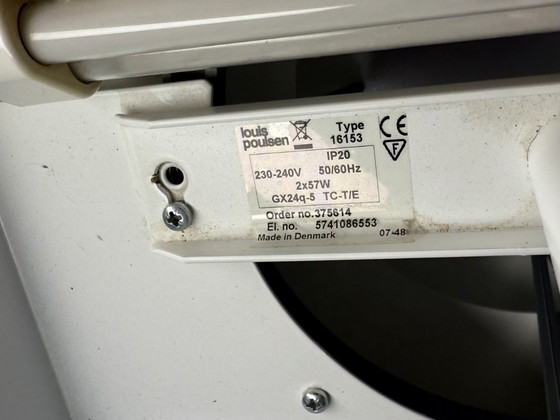 louis
poulsen
Type
16153
CE
F
IP20
230-240V 50/60Hz
2x57W
GX24q-5 TC-T/E
Order no.375614
El. no. 5741086553
Made in Denmark 07-48